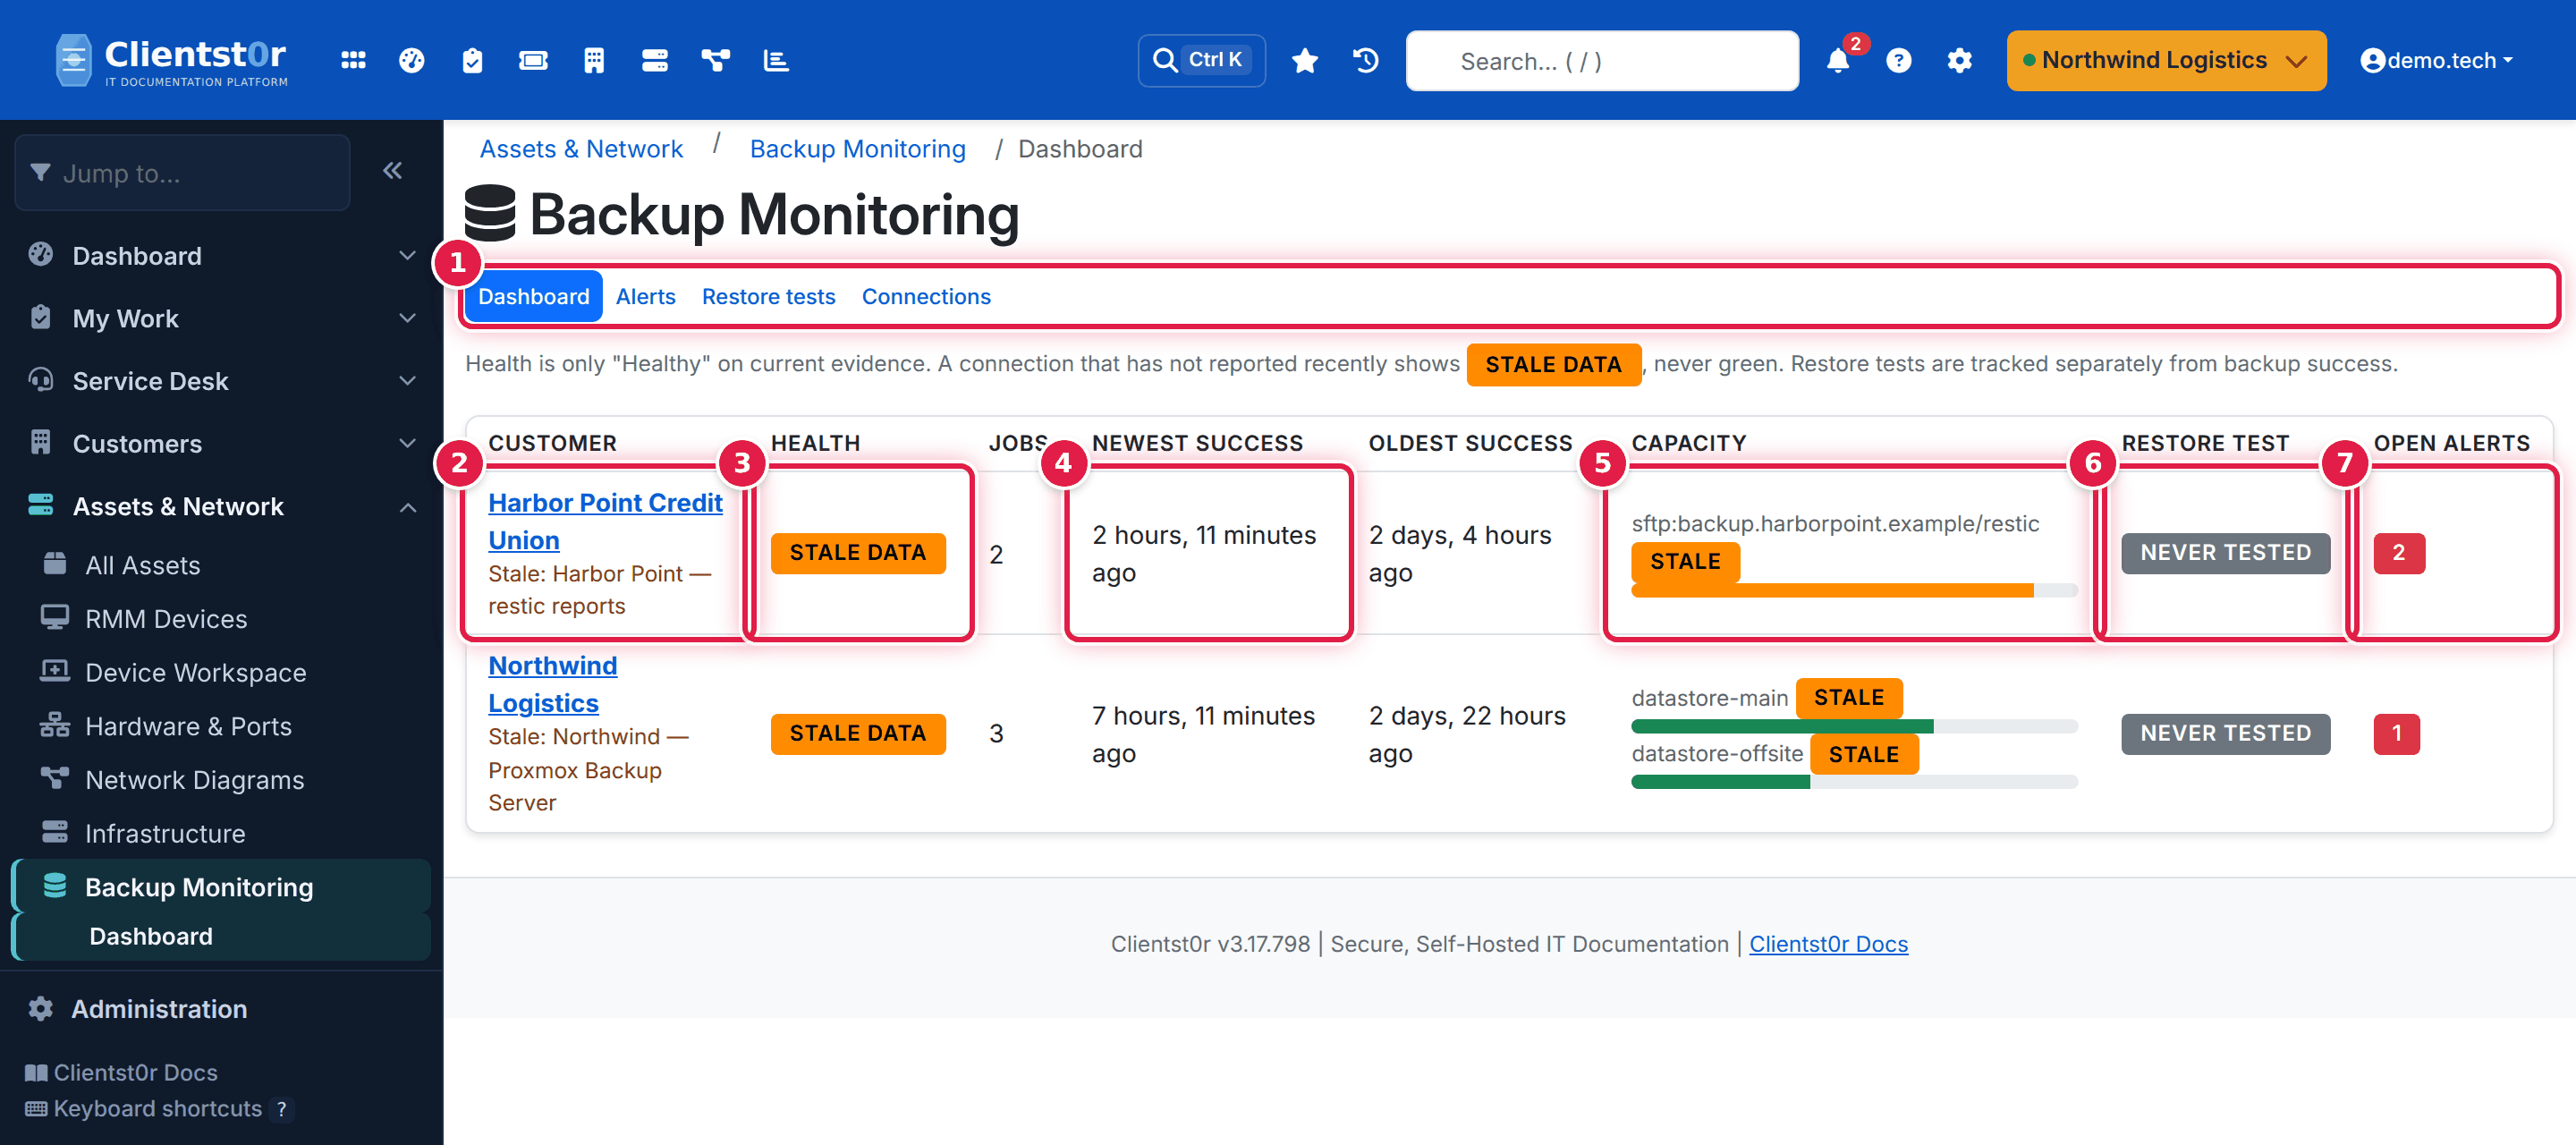 Clientst0r
IT DOCUMENTATION PLATFORM
Ctrl K
Search... ( / )
2
?
Northwind Logistics
demo.tech
Jump to...
Dashboard
My Work
Service Desk
Customers
Assets & Network
All Assets
RMM Devices
Device Workspace
Hardware & Ports
Network Diagrams
Infrastructure
Backup Monitoring
Dashboard
Administration
Clientst0r Docs
Keyboard shortcuts ?
Assets & Network / Backup Monitoring / Dashboard
Backup Monitoring
1
Dashboard Alerts Restore tests Connections
Health is only "Healthy" on current evidence. A connection that has not reported recently shows STALE DATA, never green. Restore tests are tracked separately from backup success.
CUSTOMER HEALTH JOBS NEWEST SUCCESS OLDEST SUCCESS CAPACITY RESTORE TEST OPEN ALERTS
2 3 4 5 6 7
Harbor Point Credit
Union
Stale: Harbor Point —
restic reports
STALE DATA
2
2 hours, 11 minutes
ago
2 days, 4 hours
ago
sftp:backup.harborpoint.example/restic
STALE
NEVER TESTED
2
Northwind
Logistics
Stale: Northwind —
Proxmox Backup
Server
STALE DATA
3
7 hours, 11 minutes
ago
2 days, 22 hours
ago
datastore-main STALE
datastore-offsite STALE
NEVER TESTED
1
Clientst0r v3.17.798 | Secure, Self-Hosted IT Documentation | Clientst0r Docs